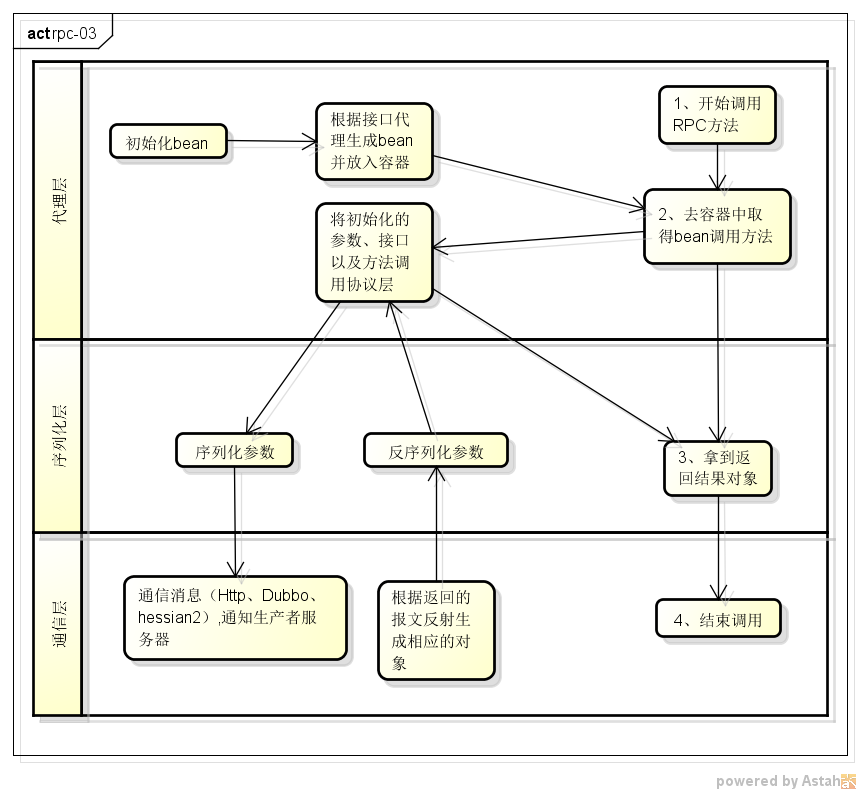 act rpc-03
代理层
初始化bean
根据接口代
理生成bean
并放入容器
1、开始调用
RPC方法
将初始化的
参数、接口
以及方法调
用协议层
2、去容器中取
得bean调用方法
序列化层
序列化参数
反序列化参数
3、拿到返
回结果对象
通信层
通信消息（Http、Dubbo、
hessian2）,通知生产者服
务器
根据返回的
报文反射生
成相应的对
象
4、结束调用
powered by Astah